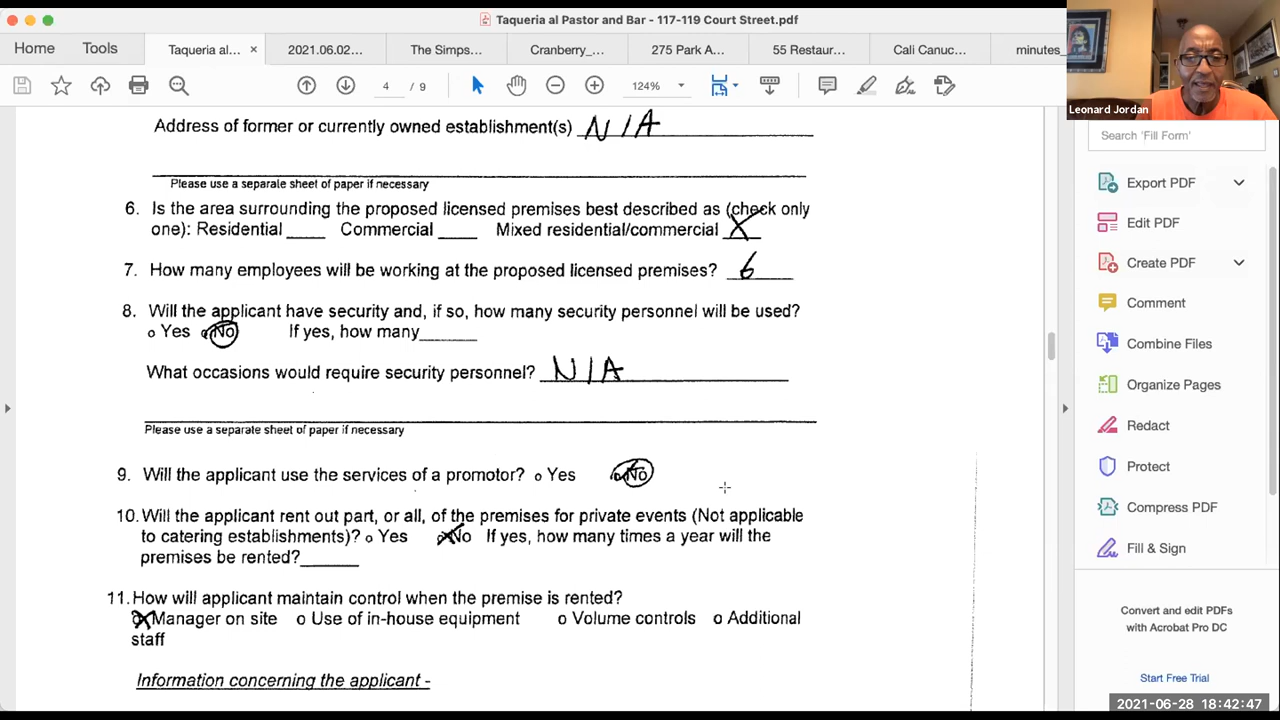 Taqueria al Pastor and Bar - 117-119 Court Street.pdf
Home Tools Taqueria al... × 2021.06.02... The Simps... Cranberry_... 275 Park A... 55 Restaur... Cali Canuc... minutes_
4 / 9 124%
Leonard Jordan
Search 'Fill Form'
Export PDF
Edit PDF
Create PDF
Comment
Combine Files
Organize Pages
Redact
Protect
Compress PDF
Fill & Sign
Convert and edit PDFs
with Acrobat Pro DC
Start Free Trial
2021-06-28 18:42:47
Address of former or currently owned establishment(s) N/A
Please use a separate sheet of paper if necessary
6. Is the area surrounding the proposed licensed premises best described as (check only
one): Residential ____ Commercial ____ Mixed residential/commercial X
7. How many employees will be working at the proposed licensed premises? 6
8. Will the applicant have security and, if so, how many security personnel will be used?
o Yes o No If yes, how many______
What occasions would require security personnel? N/A
Please use a separate sheet of paper if necessary
9. Will the applicant use the services of a promotor? o Yes o No
10. Will the applicant rent out part, or all, of the premises for private events (Not applicable
to catering establishments)? o Yes X No If yes, how many times a year will the
premises be rented?______
11. How will applicant maintain control when the premise is rented?
X Manager on site o Use of in-house equipment o Volume controls o Additional
staff
Information concerning the applicant -